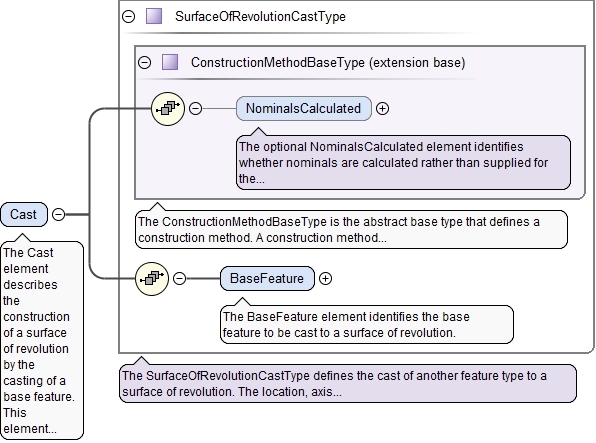 SurfaceOfRevolutionCastType
ConstructionMethodBaseType (extension base)
NominalsCalculated
The optional NominalsCalculated element identifies
whether nominals are calculated rather than supplied for
the...
The ConstructionMethodBaseType is the abstract base type that defines a
construction method. A construction method...
Cast
The Cast
element
describes
the
construction
of a surface
of revolution
by the
casting of a
base feature.
This
element...
BaseFeature
The BaseFeature element identifies the base
feature to be cast to a surface of revolution.
The SurfaceOfRevolutionCastType defines the cast of another feature type to a
surface of revolution. The location, axis...